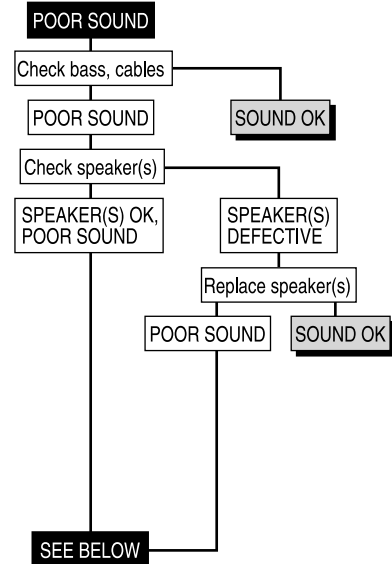 POOR SOUND
Check bass, cables
POOR SOUND
SOUND OK
Check speaker(s)
SPEAKER(S) OK,
POOR SOUND
SPEAKER(S)
DEFECTIVE
Replace speaker(s)
POOR SOUND
SOUND OK
SEE BELOW